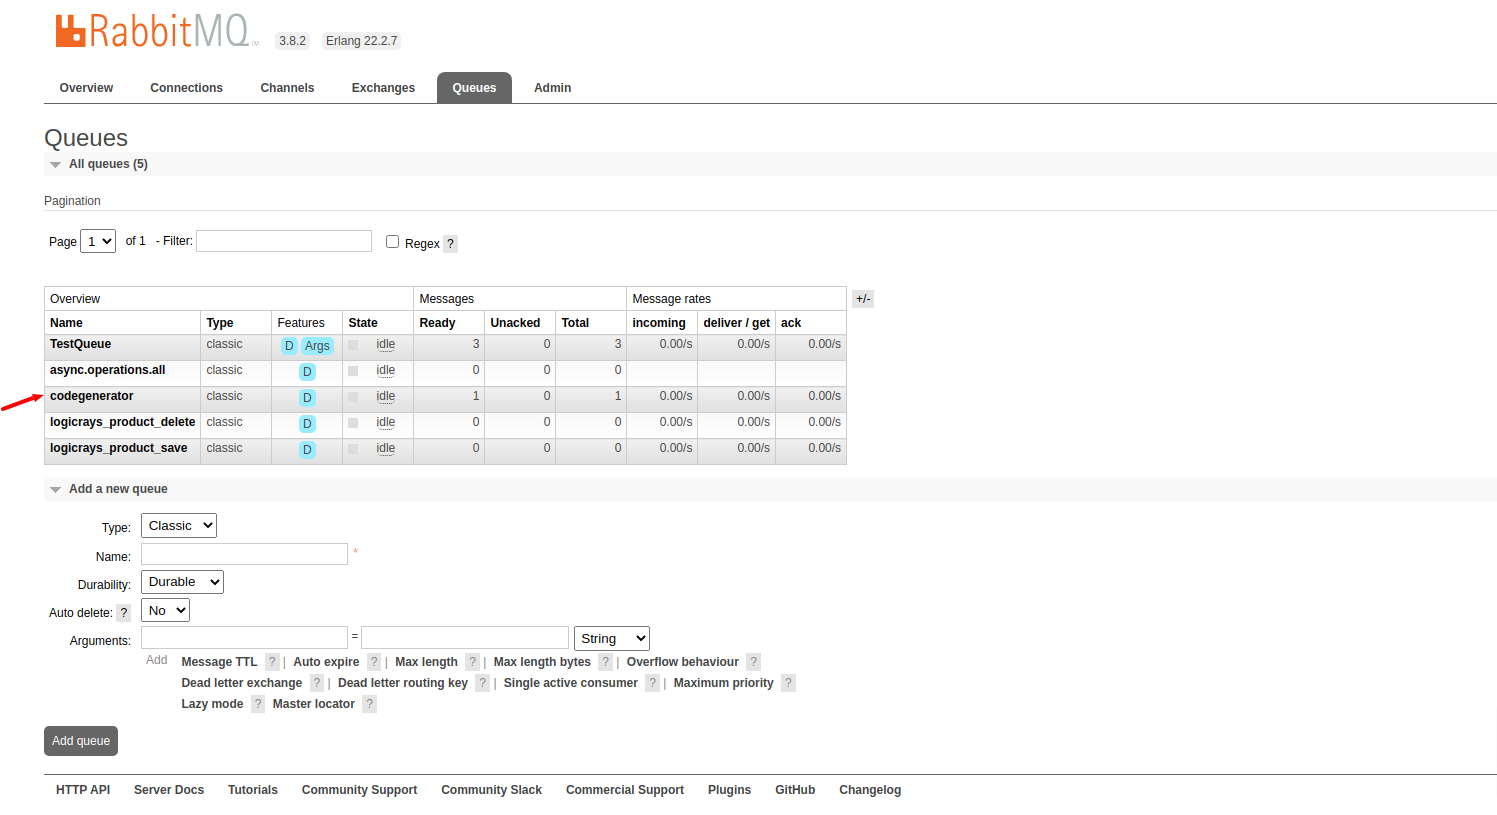 RabbitMQ TM 3.8.2 Erlang 22.2.7
Overview Connections Channels Exchanges Queues Admin
Queues
All queues (5)
Pagination
Page 1 of 1 - Filter: Regex ?
Overview Messages Message rates +/-
Name Type Features State Ready Unacked Total incoming deliver / get ack
TestQueue classic D Args idle 3 0 3 0.00/s 0.00/s 0.00/s
async.operations.all classic D idle 0 0 0
codegenerator classic D idle 1 0 1 0.00/s 0.00/s 0.00/s
logicrays_product_delete classic D idle 0 0 0 0.00/s 0.00/s 0.00/s
logicrays_product_save classic D idle 0 0 0 0.00/s 0.00/s 0.00/s
Add a new queue
Type: Classic
Name: *
Durability: Durable
Auto delete: ? No
Arguments: = String
Add Message TTL ? | Auto expire ? | Max length ? | Max length bytes ? | Overflow behaviour ?
Dead letter exchange ? | Dead letter routing key ? | Single active consumer ? | Maximum priority ?
Lazy mode ? Master locator ?
Add queue
HTTP API Server Docs Tutorials Community Support Community Slack Commercial Support Plugins GitHub Changelog